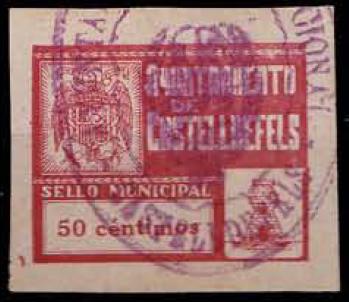 AYUNTAMIENTO
DE
CASTELLDEFELS
SELLO MUNICIPAL
50 céntimos